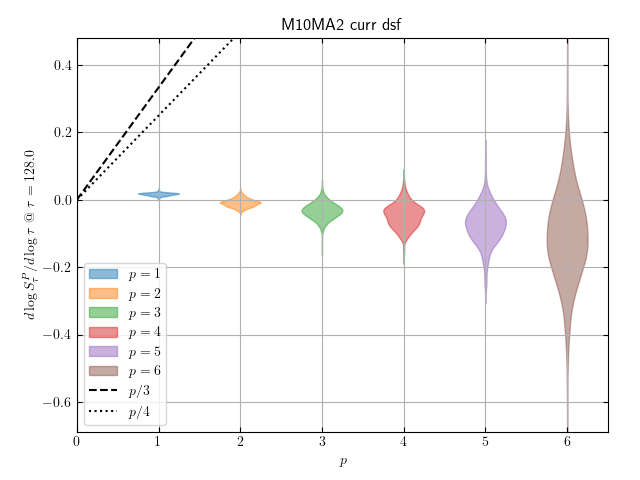 M10MA2 curr dsf
d log S_τ^P / d log τ @ τ = 128.0
0.4
0.2
0.0
−0.2
−0.4
−0.6
p = 1
p = 2
p = 3
p = 4
p = 5
p = 6
p/3
p/4
0 1 2 3 4 5 6
p